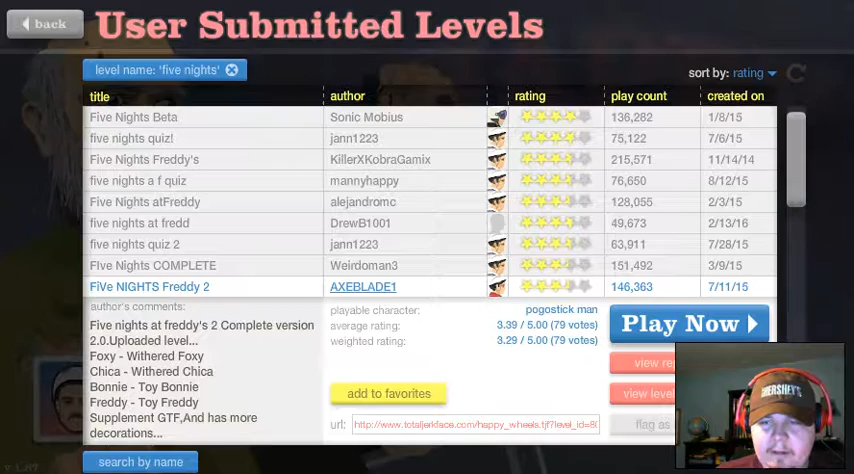 back
User Submitted Levels
level name: 'five nights'
sort by: rating
title author rating play count created on
Five Nights Beta Sonic Mobius 136,282 1/8/15
five nights quiz! jann1223 75,122 7/6/15
Five Nights Freddy's KillerXKobraGamix 215,571 11/14/14
five nights a f quiz mannyhappy 76,650 8/12/15
Five Nights atFreddy alejandromc 128,055 2/3/15
five nights at fredd DrewB1001 49,673 2/13/16
five nights quiz 2 jann1223 63,911 7/28/15
FIve Nights COMPLETE Weirdoman3 151,492 3/9/15
FiVe NIGHTS Freddy 2 AXEBLADE1 146,363 7/11/15
author's comments:
Five nights at freddy's 2 Complete version
2.0.Uploaded level...
Foxy - Withered Foxy
Chica - Withered Chica
Bonnie - Toy Bonnie
Freddy - Toy Freddy
Supplement GTF,And has more
decorations...
playable character: pogostick man
average rating: 3.39 / 5.00 (79 votes)
weighted rating: 3.29 / 5.00 (79 votes)
add to favorites
url: http://www.totaljerkface.com/happy_wheels.tjf?level_id=8
Play Now
view re
view leve
flag as
HERSHEY'S
search by name
v 1.87